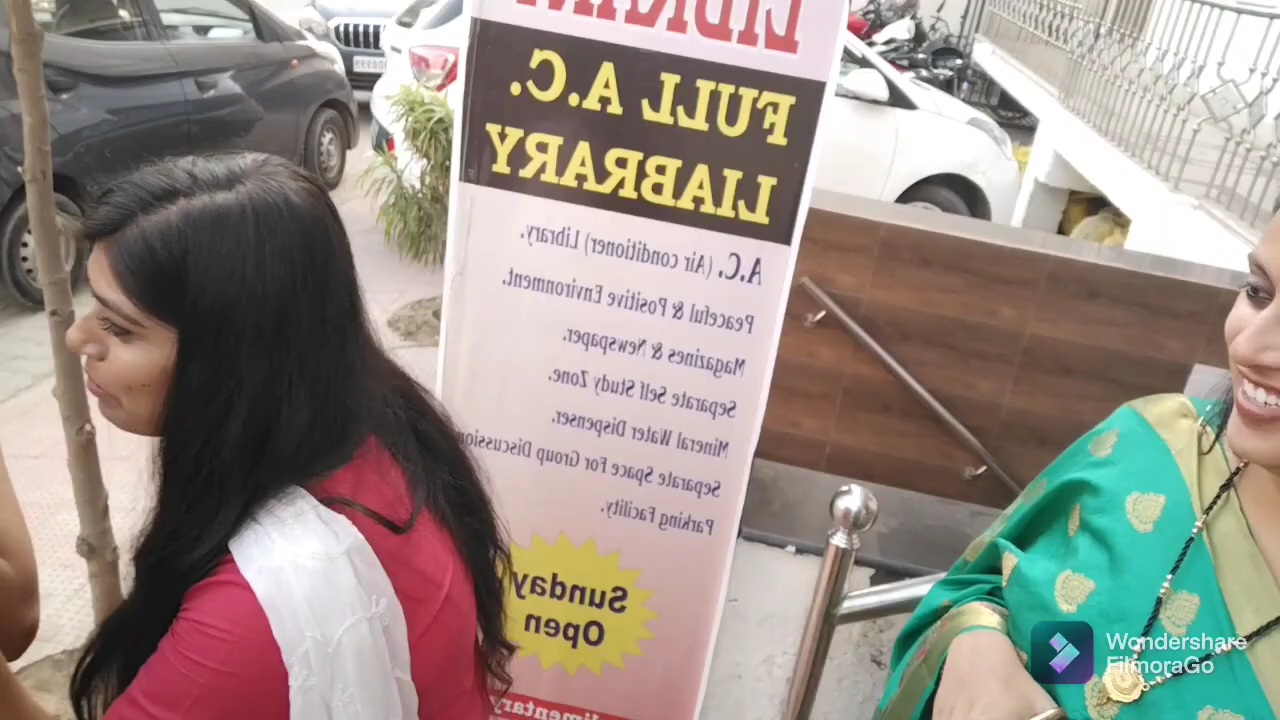 FULL A.C.
LIABRARY
A.C. (Air conditioner) Library.
Peaceful & Positive Environment.
Magazines & Newspaper.
Separate Self Study Zone.
Mineral Water Dispenser.
Separate Space For Group Discussion
Parking Facility.
Sunday
Open
Wondershare
FilmoraGo